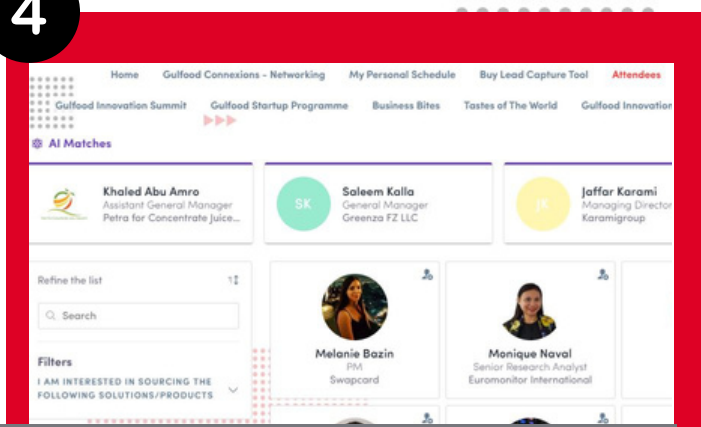 4
Home Gulfood Connexions - Networking My Personal Schedule Buy Lead Capture Tool Attendees
Gulfood Innovation Summit Gulfood Startup Programme Business Bites Tastes of The World Gulfood Innovation
AI Matches
Khaled Abu Amro
Assistant General Manager
Petra for Concentrate Juice...
SK
Saleem Kalla
General Manager
Greenza FZ LLC
JK
Jaffar Karami
Managing Director
Karamigroup
Refine the list
Search
Filters
I AM INTERESTED IN SOURCING THE
FOLLOWING SOLUTIONS/PRODUCTS
Melanie Bazin
PM
Swapcard
Monique Naval
Senior Research Analyst
Euromonitor International